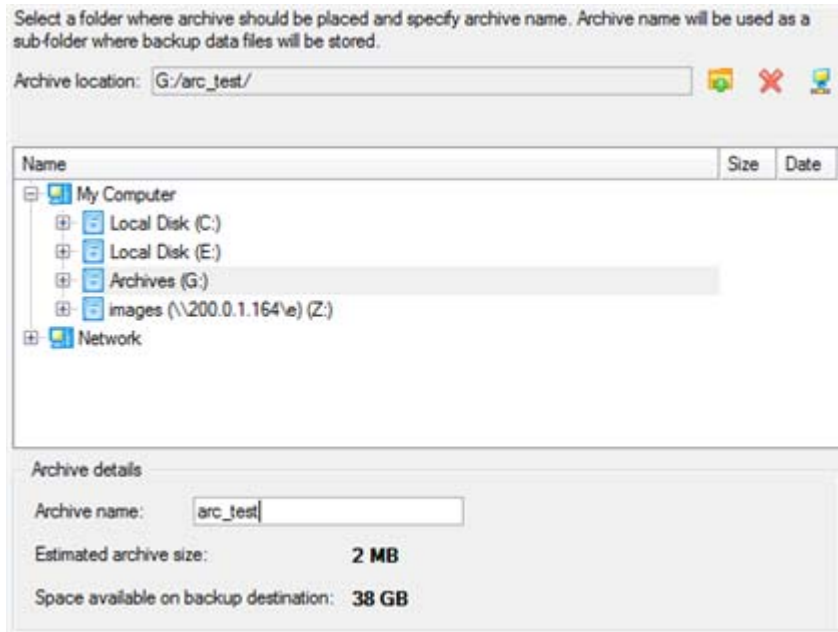 Select a folder where archive should be placed and specify archive name. Archive name will be used as a
sub-folder where backup data files will be stored.
Archive location: G:/arc_test/
Name Size Date
My Computer
Local Disk (C:)
Local Disk (E:)
Archives (G:)
images (\\200.0.1.164\e) (Z:)
Network
Archive details
Archive name: arc_test
Estimated archive size: 2 MB
Space available on backup destination: 38 GB